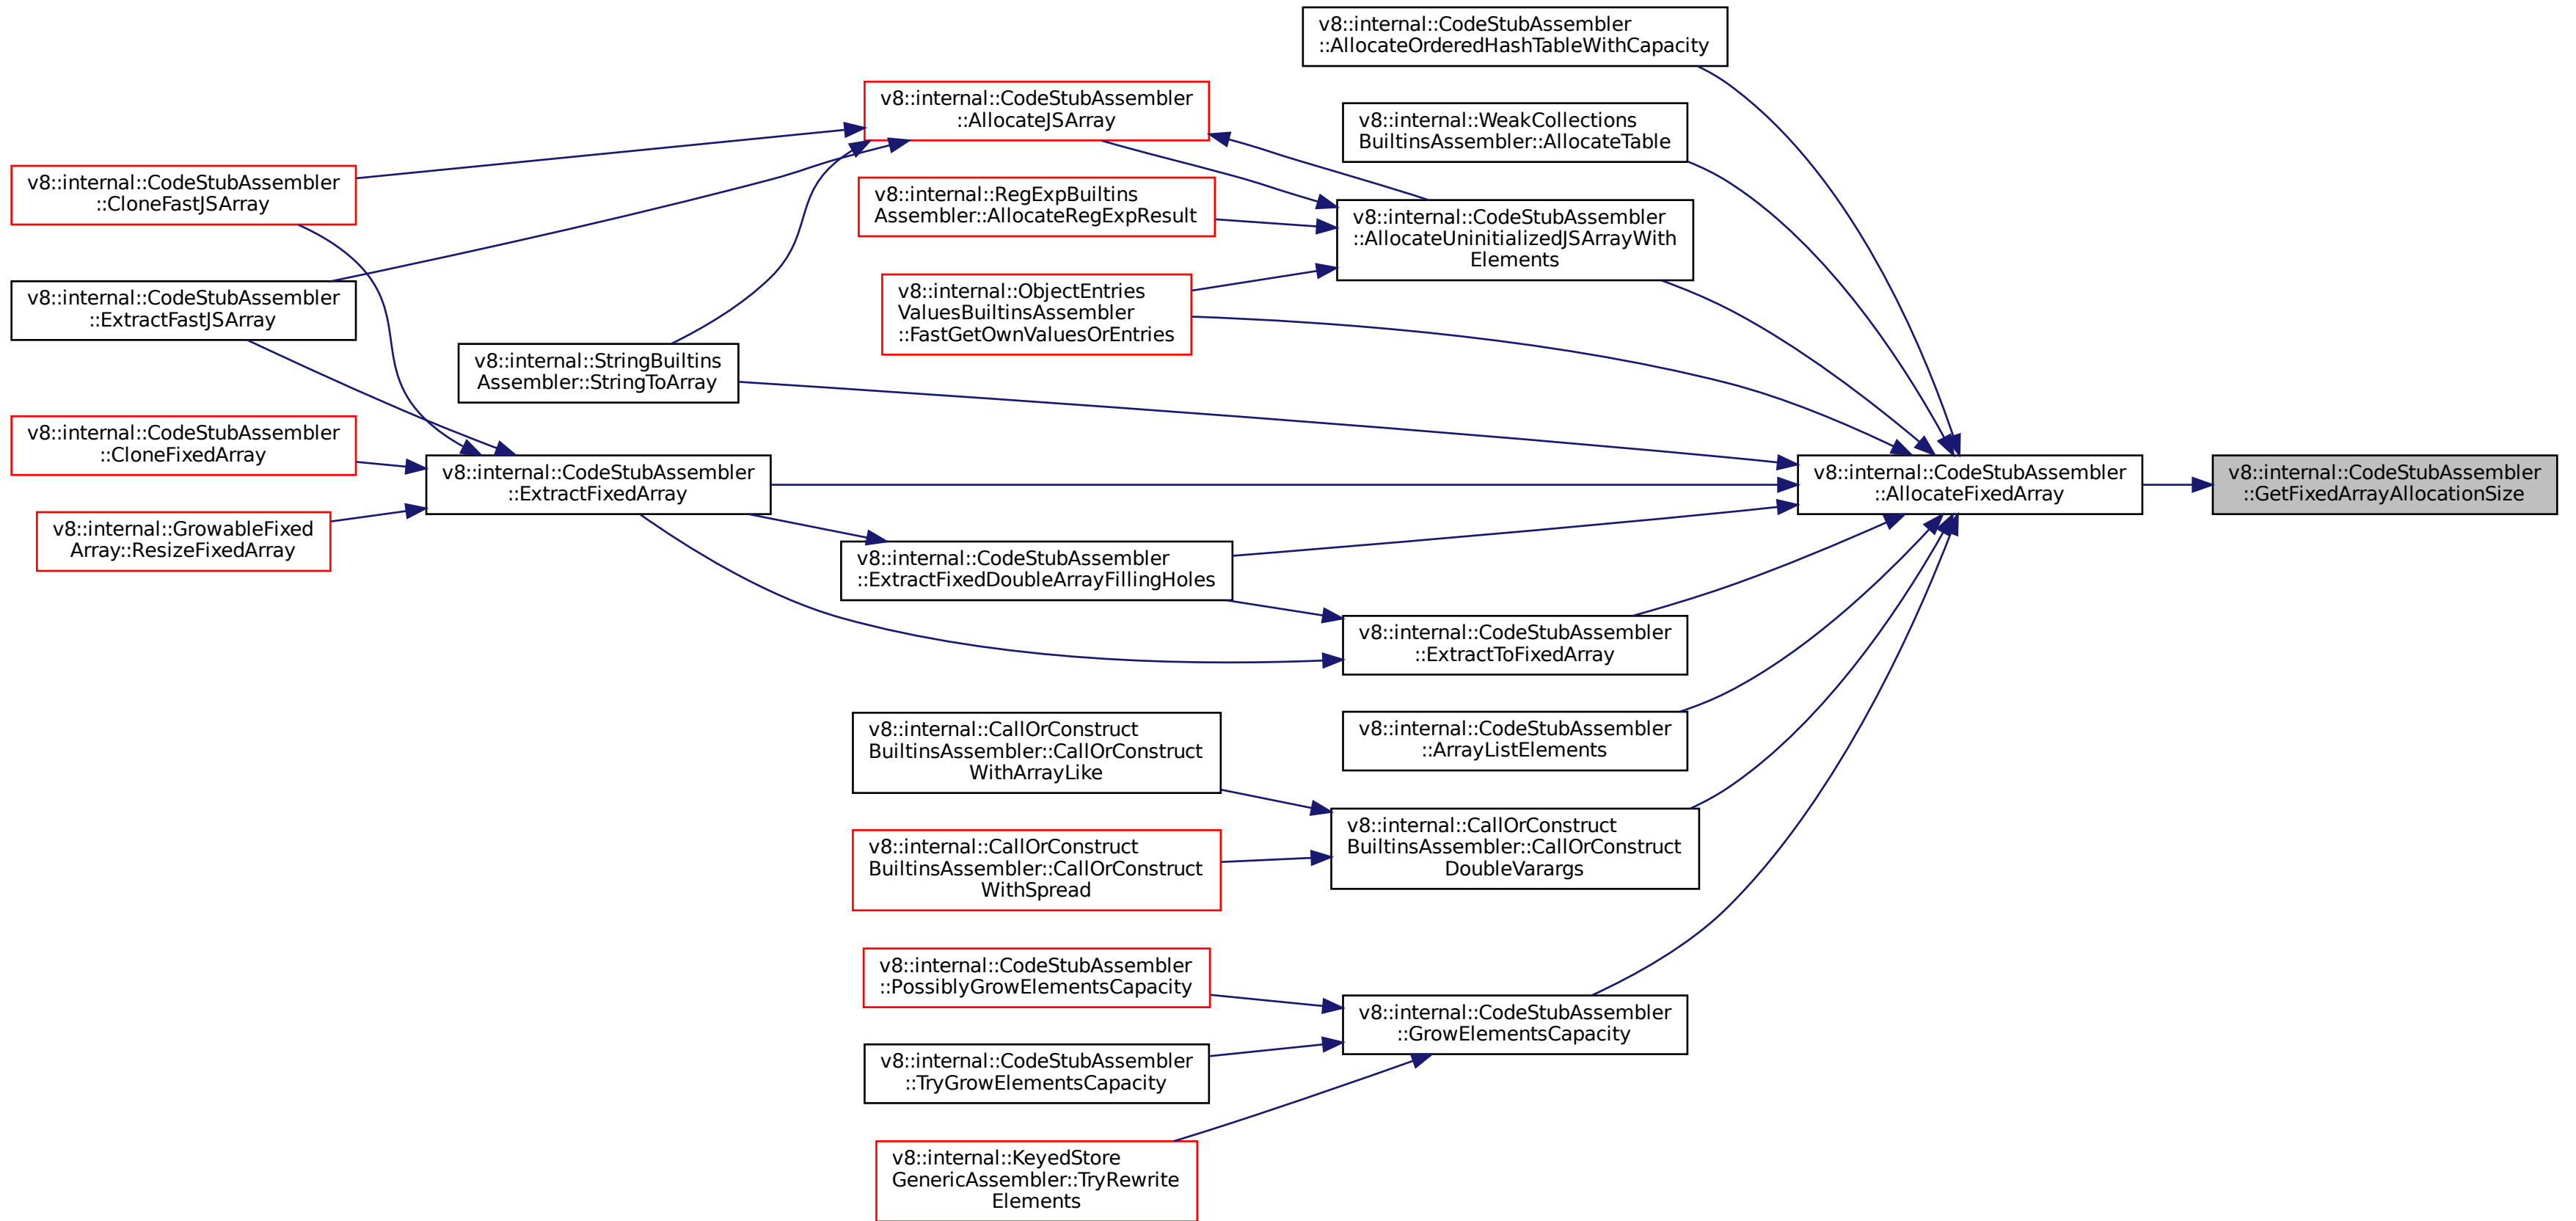 v8::internal::CodeStubAssembler
::AllocateOrderedHashTableWithCapacity
v8::internal::CodeStubAssembler
::AllocateJSArray
v8::internal::WeakCollections
BuiltinsAssembler::AllocateTable
v8::internal::CodeStubAssembler
::CloneFastJSArray
v8::internal::RegExpBuiltins
Assembler::AllocateRegExpResult
v8::internal::CodeStubAssembler
::AllocateUninitializedJSArrayWith
Elements
v8::internal::CodeStubAssembler
::ExtractFastJSArray
v8::internal::ObjectEntries
ValuesBuiltinsAssembler
::FastGetOwnValuesOrEntries
v8::internal::StringBuiltins
Assembler::StringToArray
v8::internal::CodeStubAssembler
::CloneFixedArray
v8::internal::CodeStubAssembler
::ExtractFixedArray
v8::internal::CodeStubAssembler
::AllocateFixedArray
v8::internal::CodeStubAssembler
::GetFixedArrayAllocationSize
v8::internal::GrowableFixed
Array::ResizeFixedArray
v8::internal::CodeStubAssembler
::ExtractFixedDoubleArrayFillingHoles
v8::internal::CodeStubAssembler
::ExtractToFixedArray
v8::internal::CallOrConstruct
BuiltinsAssembler::CallOrConstruct
WithArrayLike
v8::internal::CodeStubAssembler
::ArrayListElements
v8::internal::CallOrConstruct
BuiltinsAssembler::CallOrConstruct
DoubleVarargs
v8::internal::CallOrConstruct
BuiltinsAssembler::CallOrConstruct
WithSpread
v8::internal::CodeStubAssembler
::PossiblyGrowElementsCapacity
v8::internal::CodeStubAssembler
::GrowElementsCapacity
v8::internal::CodeStubAssembler
::TryGrowElementsCapacity
v8::internal::KeyedStore
GenericAssembler::TryRewrite
Elements